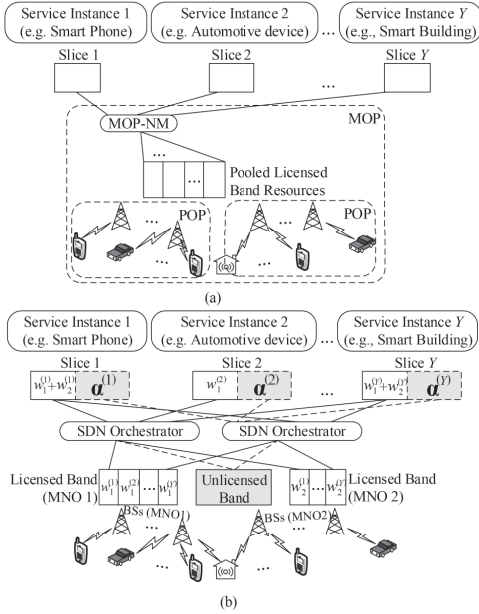 Service Instance 1
(e.g. Smart Phone)
Service Instance 2
(e.g. Automotive device)
...
Service Instance Y
(e.g., Smart Building)
Slice 1
Slice 2
Slice Y
...
MOP-NM
MOP
...
...
Pooled Licensed
Band Resources
POP
...
...
POP
...
...
(a)
Service Instance 1
(e.g. Smart Phone)
Service Instance 2
(e.g. Automotive device)
...
Service Instance Y
(e.g., Smart Building)
Slice 1
Slice 2
Slice Y
w₁⁽¹⁾+w₂⁽¹⁾ α⁽¹⁾
w₁⁽²⁾ α⁽²⁾
...
w₁⁽ʸ⁾+w₂⁽ʸ⁾ α⁽ʸ⁾
SDN Orchestrator
SDN Orchestrator
Licensed Band
(MNO 1)
w₁⁽¹⁾ w₁⁽²⁾ ... w₁⁽ʸ⁾
Unlicensed
Band
w₂⁽¹⁾ ... w₂⁽ʸ⁾
Licensed Band
(MNO 2)
BSs (MNO1)
BSs (MNO2)
...
...
...
...
(b)